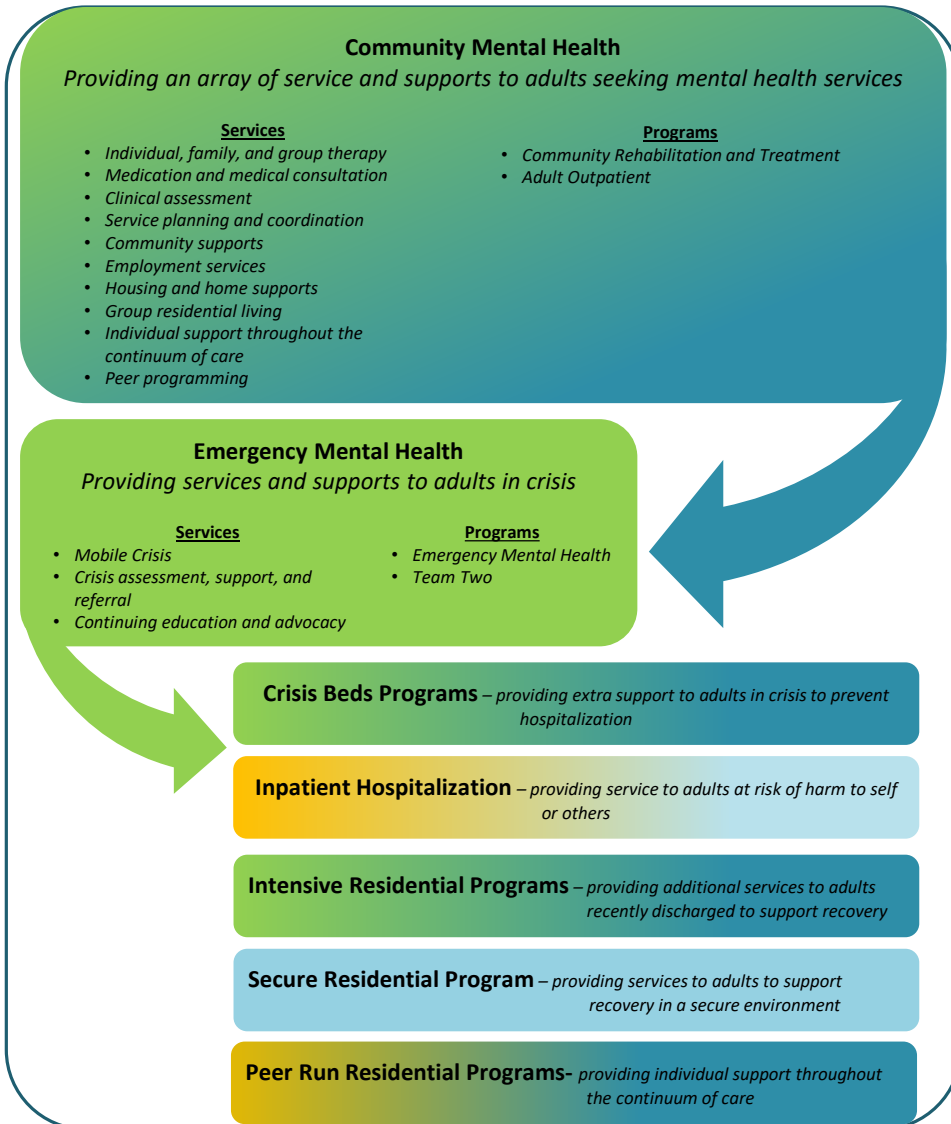 Community Mental Health
Providing an array of service and supports to adults seeking mental health services
Services
• Individual, family, and group therapy
• Medication and medical consultation
• Clinical assessment
• Service planning and coordination
• Community supports
• Employment services
• Housing and home supports
• Group residential living
• Individual support throughout the
continuum of care
• Peer programming
Programs
• Community Rehabilitation and Treatment
• Adult Outpatient
Emergency Mental Health
Providing services and supports to adults in crisis
Services
• Mobile Crisis
• Crisis assessment, support, and
referral
• Continuing education and advocacy
Programs
• Emergency Mental Health
• Team Two
Crisis Beds Programs – providing extra support to adults in crisis to prevent
hospitalization
Inpatient Hospitalization – providing service to adults at risk of harm to self
or others
Intensive Residential Programs – providing additional services to adults
recently discharged to support recovery
Secure Residential Program – providing services to adults to support
recovery in a secure environment
Peer Run Residential Programs- providing individual support throughout
the continuum of care